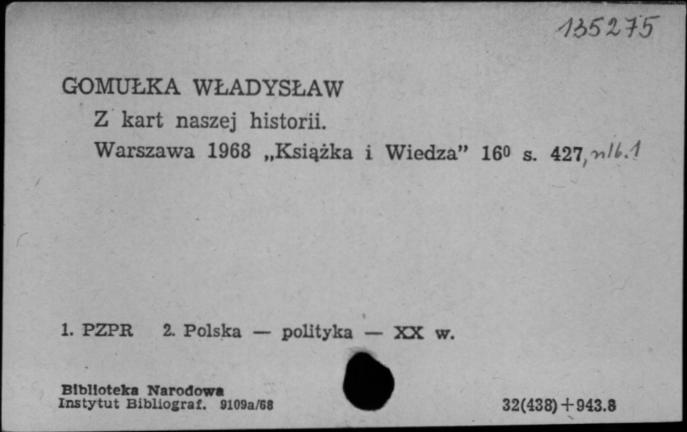 135275
GOMUŁKA WŁADYSŁAW
Z kart naszej historii.
Warszawa 1968 „Książka i Wiedza” 16⁰ s. 427, nlb. 1
1. PZPR 2. Polska — polityka — XX w.
Biblioteka Narodowa
Instytut Bibliograf. 9109a/68
32(438)+943.8